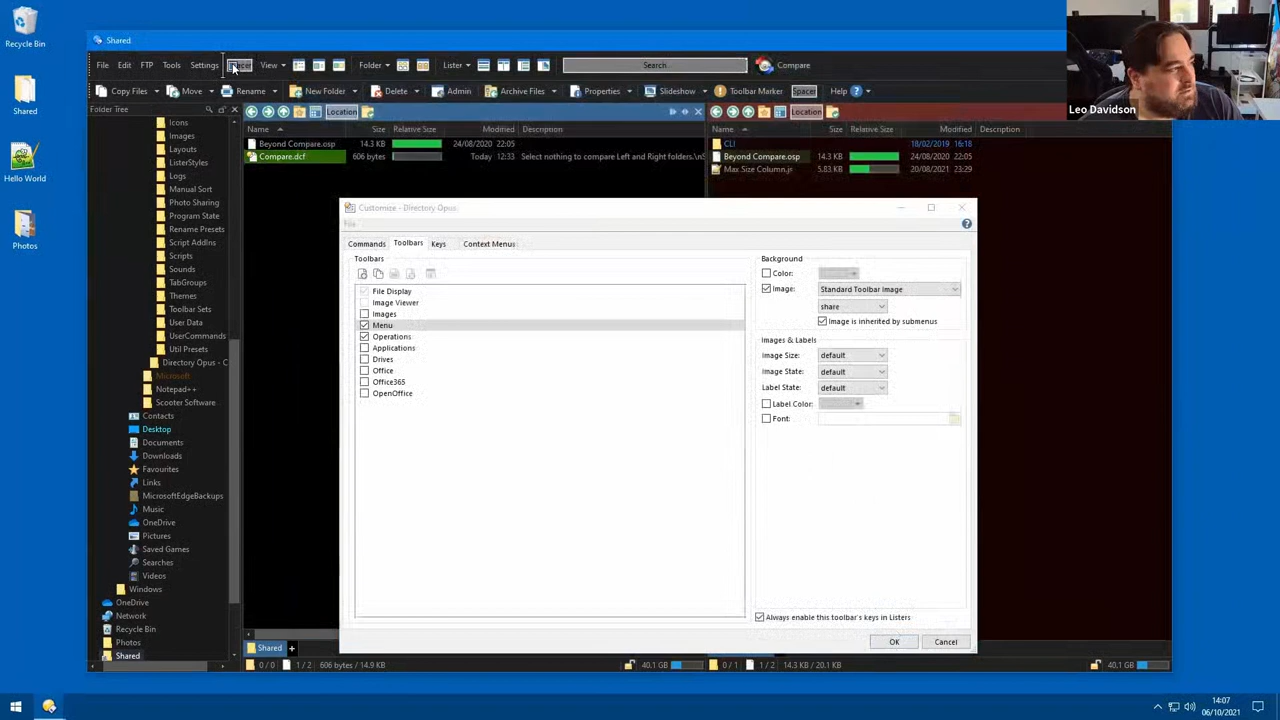 Recycle Bin
Shared
Hello World
Photos
Shared
File Edit FTP Tools Settings View Folder Lister Search... Compare
Copy Files Move Rename New Folder Delete Admin Archive Files Properties Slideshow Toolbar Marker Spacer Help
Leo Davidson
Folder Tree
Icons
Images
Layouts
ListerStyles
Logs
Manual Sort
Photo Sharing
Program State
Rename Presets
Script AddIns
Scripts
Sounds
TabGroups
Themes
Toolbar Sets
User Data
UserCommands
Util Presets
Directory Opus - C
Microsoft
Notepad++
Scooter Software
Contacts
Desktop
Documents
Downloads
Favourites
Links
MicrosoftEdgeBackups
Music
OneDrive
Pictures
Saved Games
Searches
Videos
Windows
OneDrive
Network
Recycle Bin
Photos
Shared
Location
Name Size Relative Size Modified Description
Beyond Compare.osp 14.3 KB 24/08/2020 22:05
Compare.dcf 606 bytes Today 12:33 Select nothing to compare Left and Right folders.\nS
Location
Name Size Relative Size Modified Description
CLI 18/02/2019 16:18
Beyond Compare.osp 14.3 KB 24/08/2020 22:05
Max Size Column.js 5.83 KB 20/08/2021 23:29
Customize - Directory Opus
File
Commands Toolbars Keys Context Menus
Toolbars
File Display
Image Viewer
Images
Menu
Operations
Applications
Drives
Office
Office365
OpenOffice
Background
Color:
Image: Standard Toolbar Image
share
Image is inherited by submenus
Images & Labels
Image Size: default
Image State: default
Label State: default
Label Color:
Font:
Always enable this toolbar's keys in Listers
OK Cancel
Shared
0 / 0 1 / 2 606 bytes / 14.9 KB 40.1 GB 0 / 1 1 / 2 14.3 KB / 20.1 KB 40.1 GB
14:07
06/10/2021